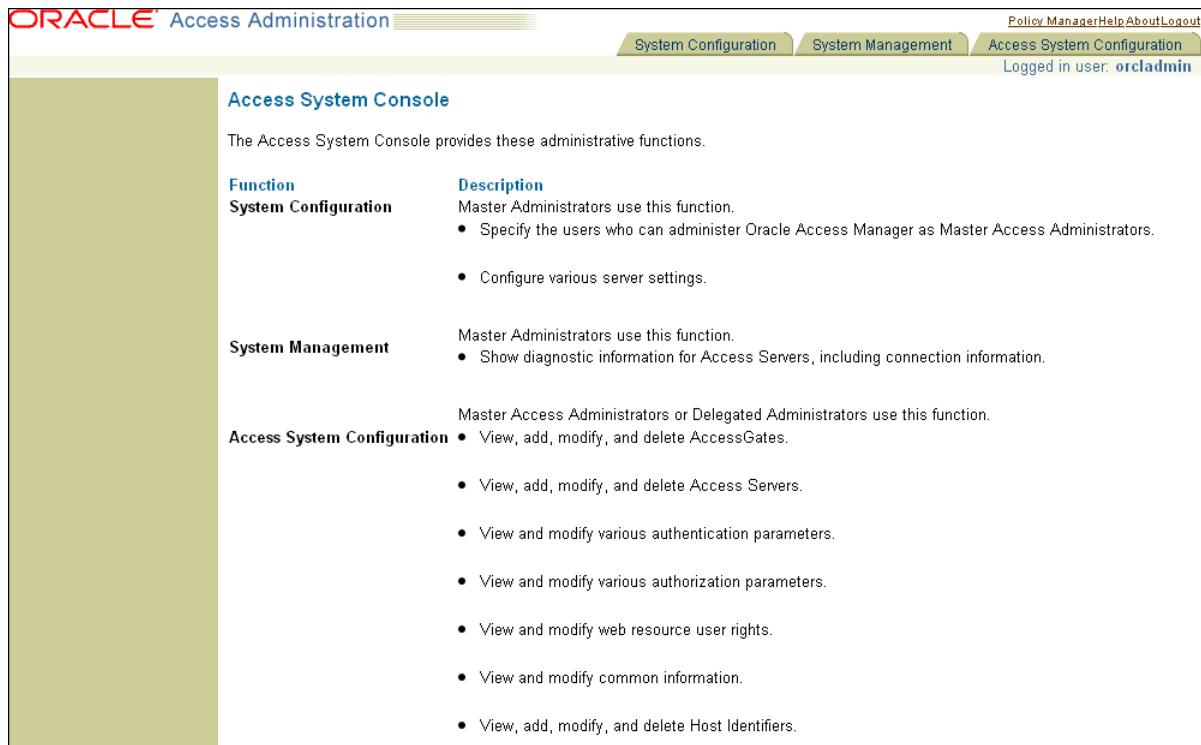 ORACLE Access Administration
Policy Manager Help About Logout
System Configuration System Management Access System Configuration
Logged in user: orcladmin
Access System Console
The Access System Console provides these administrative functions.
Function Description
System Configuration Master Administrators use this function.
• Specify the users who can administer Oracle Access Manager as Master Access Administrators.
• Configure various server settings.
Master Administrators use this function.
System Management • Show diagnostic information for Access Servers, including connection information.
Master Access Administrators or Delegated Administrators use this function.
Access System Configuration • View, add, modify, and delete AccessGates.
• View, add, modify, and delete Access Servers.
• View and modify various authentication parameters.
• View and modify various authorization parameters.
• View and modify web resource user rights.
• View and modify common information.
• View, add, modify, and delete Host Identifiers.